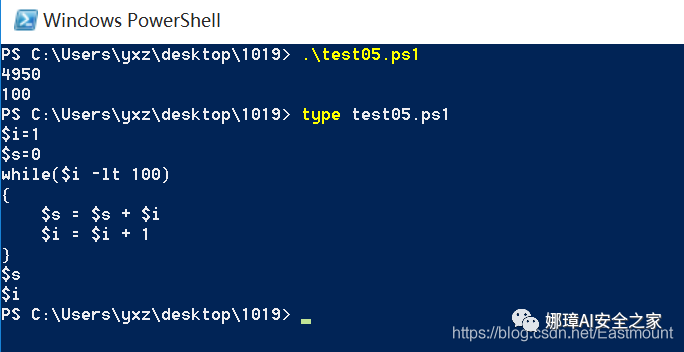 Windows PowerShell
PS C:\Users\yxz\desktop\1019> .\test05.ps1
4950
100
PS C:\Users\yxz\desktop\1019> type test05.ps1
$i=1
$s=0
while($i -lt 100)
{
    $s = $s + $i
    $i = $i + 1
}
$s
$i
PS C:\Users\yxz\desktop\1019>
娜璋AI安全之家
https://blog.csdn.net/Eastmount